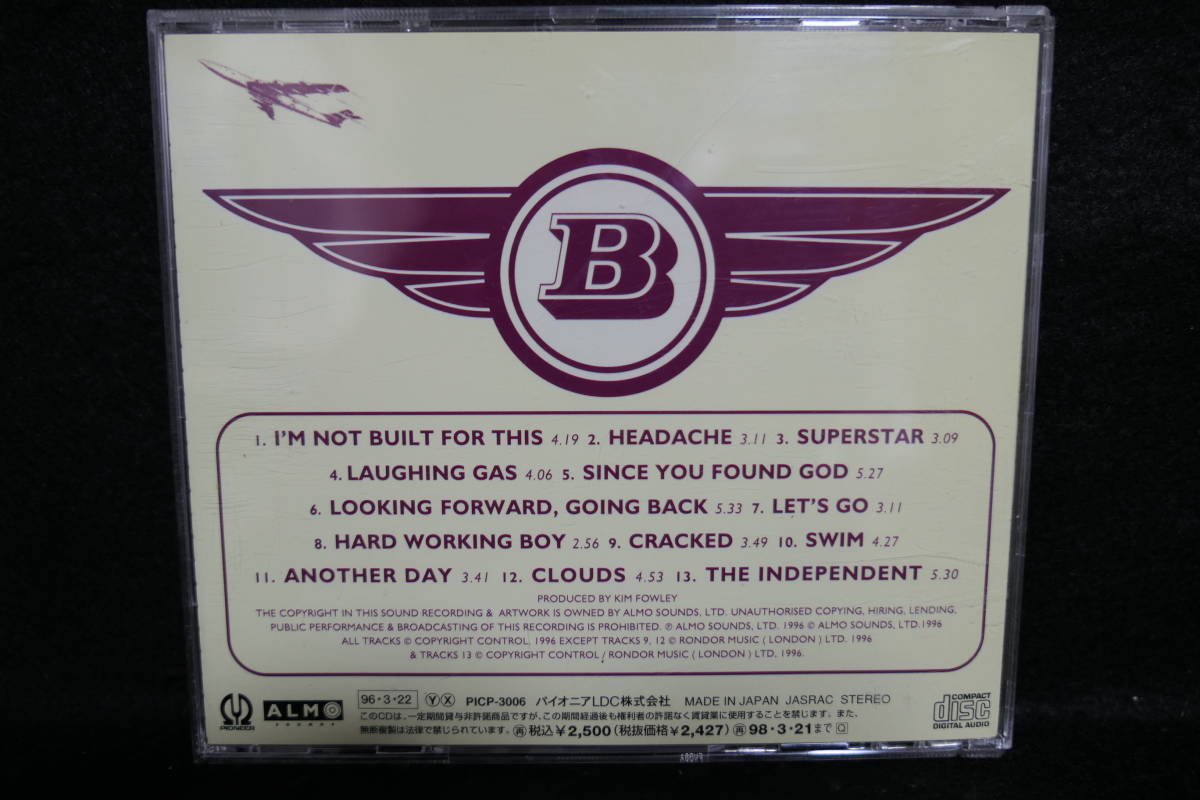 B
1. I'M NOT BUILT FOR THIS 4.19 2. HEADACHE 3.11 3. SUPERSTAR 3.09
4. LAUGHING GAS 4.06 5. SINCE YOU FOUND GOD 5.27
6. LOOKING FORWARD, GOING BACK 5.33 7. LET'S GO 3.11
8. HARD WORKING BOY 2.56 9. CRACKED 3.49 10. SWIM 4.27
11. ANOTHER DAY 3.41 12. CLOUDS 4.53 13. THE INDEPENDENT 5.30
PRODUCED BY KIM FOWLEY
THE COPYRIGHT IN THIS SOUND RECORDING & ARTWORK IS OWNED BY ALMO SOUNDS, LTD. UNAUTHORISED COPYING, HIRING, LENDING,
PUBLIC PERFORMANCE & BROADCASTING OF THIS RECORDING IS PROHIBITED. ℗ ALMO SOUNDS, LTD. 1996 © ALMO SOUNDS, LTD.1996
ALL TRACKS © COPYRIGHT CONTROL, 1996 EXCEPT TRACKS 9, 12 © RONDOR MUSIC ( LONDON ) LTD. 1996
& TRACKS 13 © COPYRIGHT CONTROL / RONDOR MUSIC ( LONDON ) LTD, 1996.
PIONEER ALMO SOUNDS 96・3・22 ⓎⓍ PICP-3006 パイオニアLDC株式会社 MADE IN JAPAN JASRAC STEREO COMPACT disc DIGITAL AUDIO
このCDは、一定期間貸与非許諾商品ですが、この期間経過後も権利者の許諾なく賃貸業に使用することを禁じます。また、
無断複製は法律で禁じられています。㊢税込¥2,500(税抜価格¥2,427)㊢98・3・21まで Q